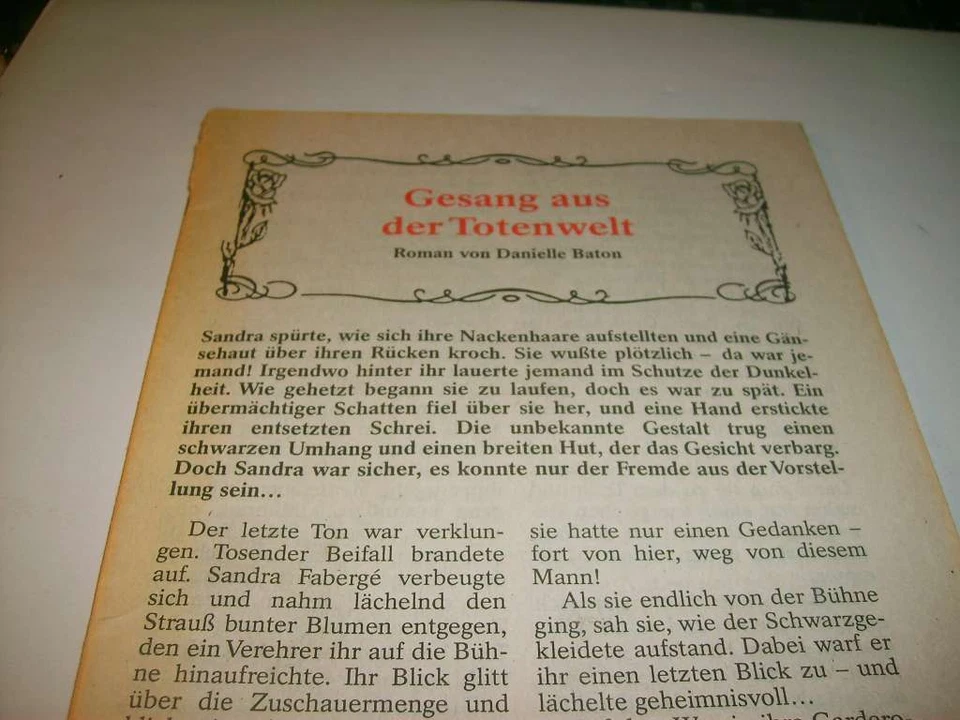 Gesang aus
der Totenwelt
Roman von Danielle Baton
Sandra spürte, wie sich ihre Nackenhaare aufstellten und eine Gän-
sehaut über ihren Rücken kroch. Sie wußte plötzlich – da war je-
mand! Irgendwo hinter ihr lauerte jemand im Schutze der Dunkel-
heit. Wie gehetzt begann sie zu laufen, doch es war zu spät. Ein
übermächtiger Schatten fiel über sie her, und eine Hand erstickte
ihren entsetzten Schrei. Die unbekannte Gestalt trug einen
schwarzen Umhang und einen breiten Hut, der das Gesicht verbarg.
Doch Sandra war sicher, es konnte nur der Fremde aus der Vorstel-
lung sein...
Der letzte Ton war verklun-
gen. Tosender Beifall brandete
auf. Sandra Fabergé verbeugte
sich und nahm lächelnd den
Strauß bunter Blumen entgegen,
den ein Verehrer ihr auf die Büh-
ne hinaufreichte. Ihr Blick glitt
über die Zuschauermenge und
sie hatte nur einen Gedanken –
fort von hier, weg von diesem
Mann!
Als sie endlich von der Bühne
ging, sah sie, wie der Schwarzge-
kleidete aufstand. Dabei warf er
ihr einen letzten Blick zu – und
lächelte geheimnisvoll...